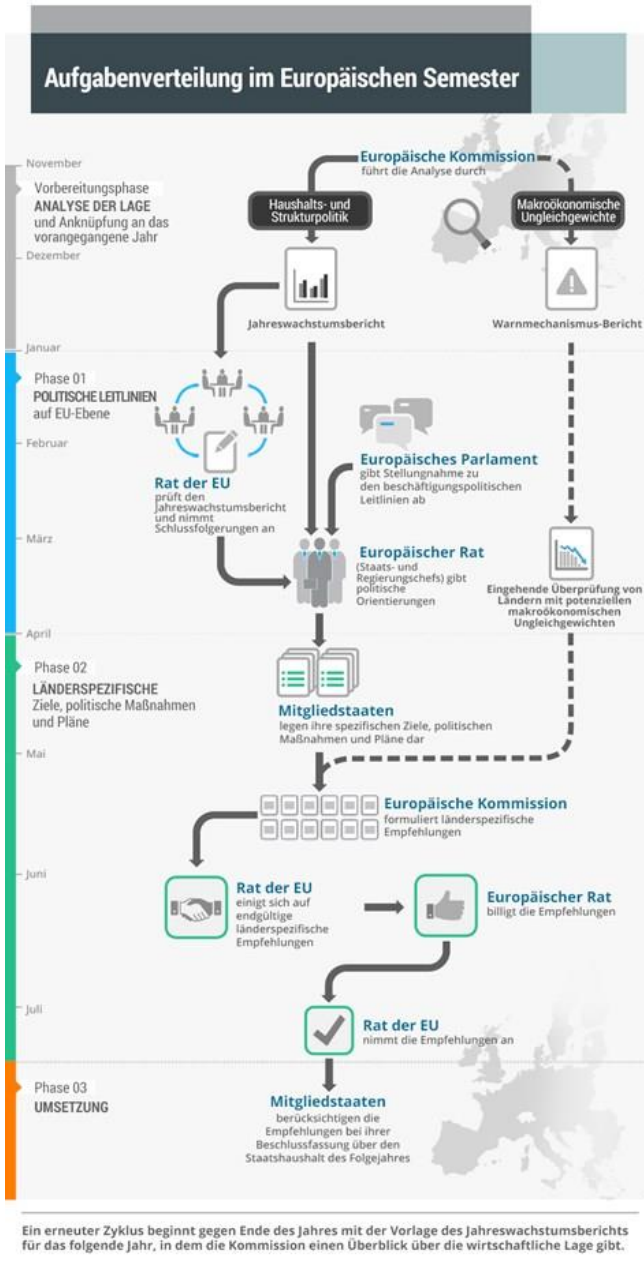 Aufgabenverteilung im Europäischen Semester
November
Vorbereitungsphase
ANALYSE DER LAGE
und Anknüpfung an das
vorangegangene Jahr
Dezember
Europäische Kommission
führt die Analyse durch
Haushalts- und
Strukturpolitik
Makroökonomische
Ungleichgewichte
Jahreswachstumsbericht
Warnmechanismus-Bericht
Januar
Phase 01
POLITISCHE LEITLINIEN
auf EU-Ebene
Februar
Rat der EU
prüft den
Jahreswachstumsbericht
und nimmt
Schlussfolgerungen an
Europäisches Parlament
gibt Stellungnahme zu
den beschäftigungspolitischen
Leitlinien ab
März
Europäischer Rat
(Staats- und
Regierungschefs) gibt
politische
Orientierungen
Eingehende Überprüfung von
Ländern mit potenziellen
makroökonomischen
Ungleichgewichten
April
Phase 02
LÄNDERSPEZIFISCHE
Ziele, politische Maßnahmen
und Pläne
Mitgliedstaaten
legen ihre spezifischen Ziele, politischen
Maßnahmen und Pläne dar
Mai
Europäische Kommission
formuliert länderspezifische
Empfehlungen
Juni
Rat der EU
einigt sich auf
endgültige
länderspezifische
Empfehlungen
Europäischer Rat
billigt die Empfehlungen
Juli
Rat der EU
nimmt die Empfehlungen an
Phase 03
UMSETZUNG
Mitgliedstaaten
berücksichtigen die
Empfehlungen bei ihrer
Beschlussfassung über den
Staatshaushalt des Folgejahres
Ein erneuter Zyklus beginnt gegen Ende des Jahres mit der Vorlage des Jahreswachstumsberichts
für das folgende Jahr, in dem die Kommission einen Überblick über die wirtschaftliche Lage gibt.